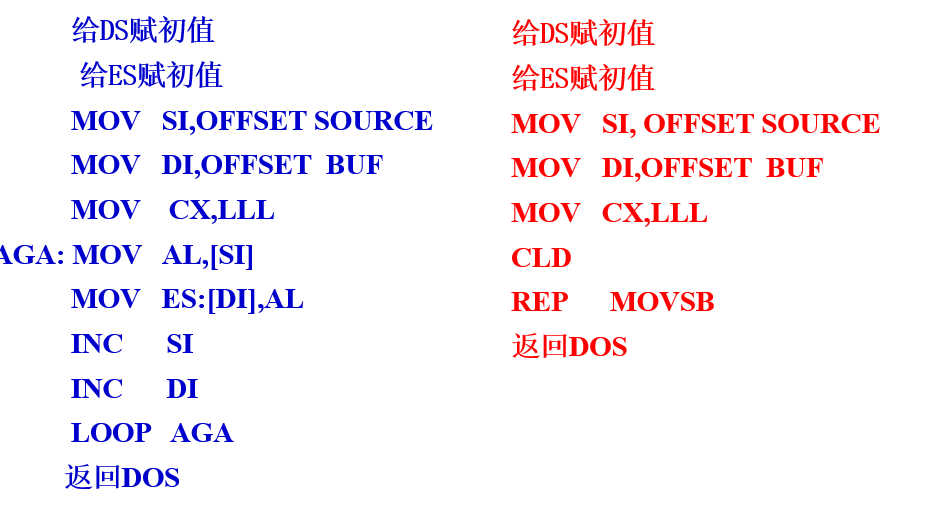 给DS赋初值
给ES赋初值
MOV SI,OFFSET SOURCE
MOV DI,OFFSET BUF
MOV CX,LLL
AGA: MOV AL,[SI]
MOV ES:[DI],AL
INC SI
INC DI
LOOP AGA
返回DOS
给DS赋初值
给ES赋初值
MOV SI, OFFSET SOURCE
MOV DI,OFFSET BUF
MOV CX,LLL
CLD
REP MOVSB
返回DOS